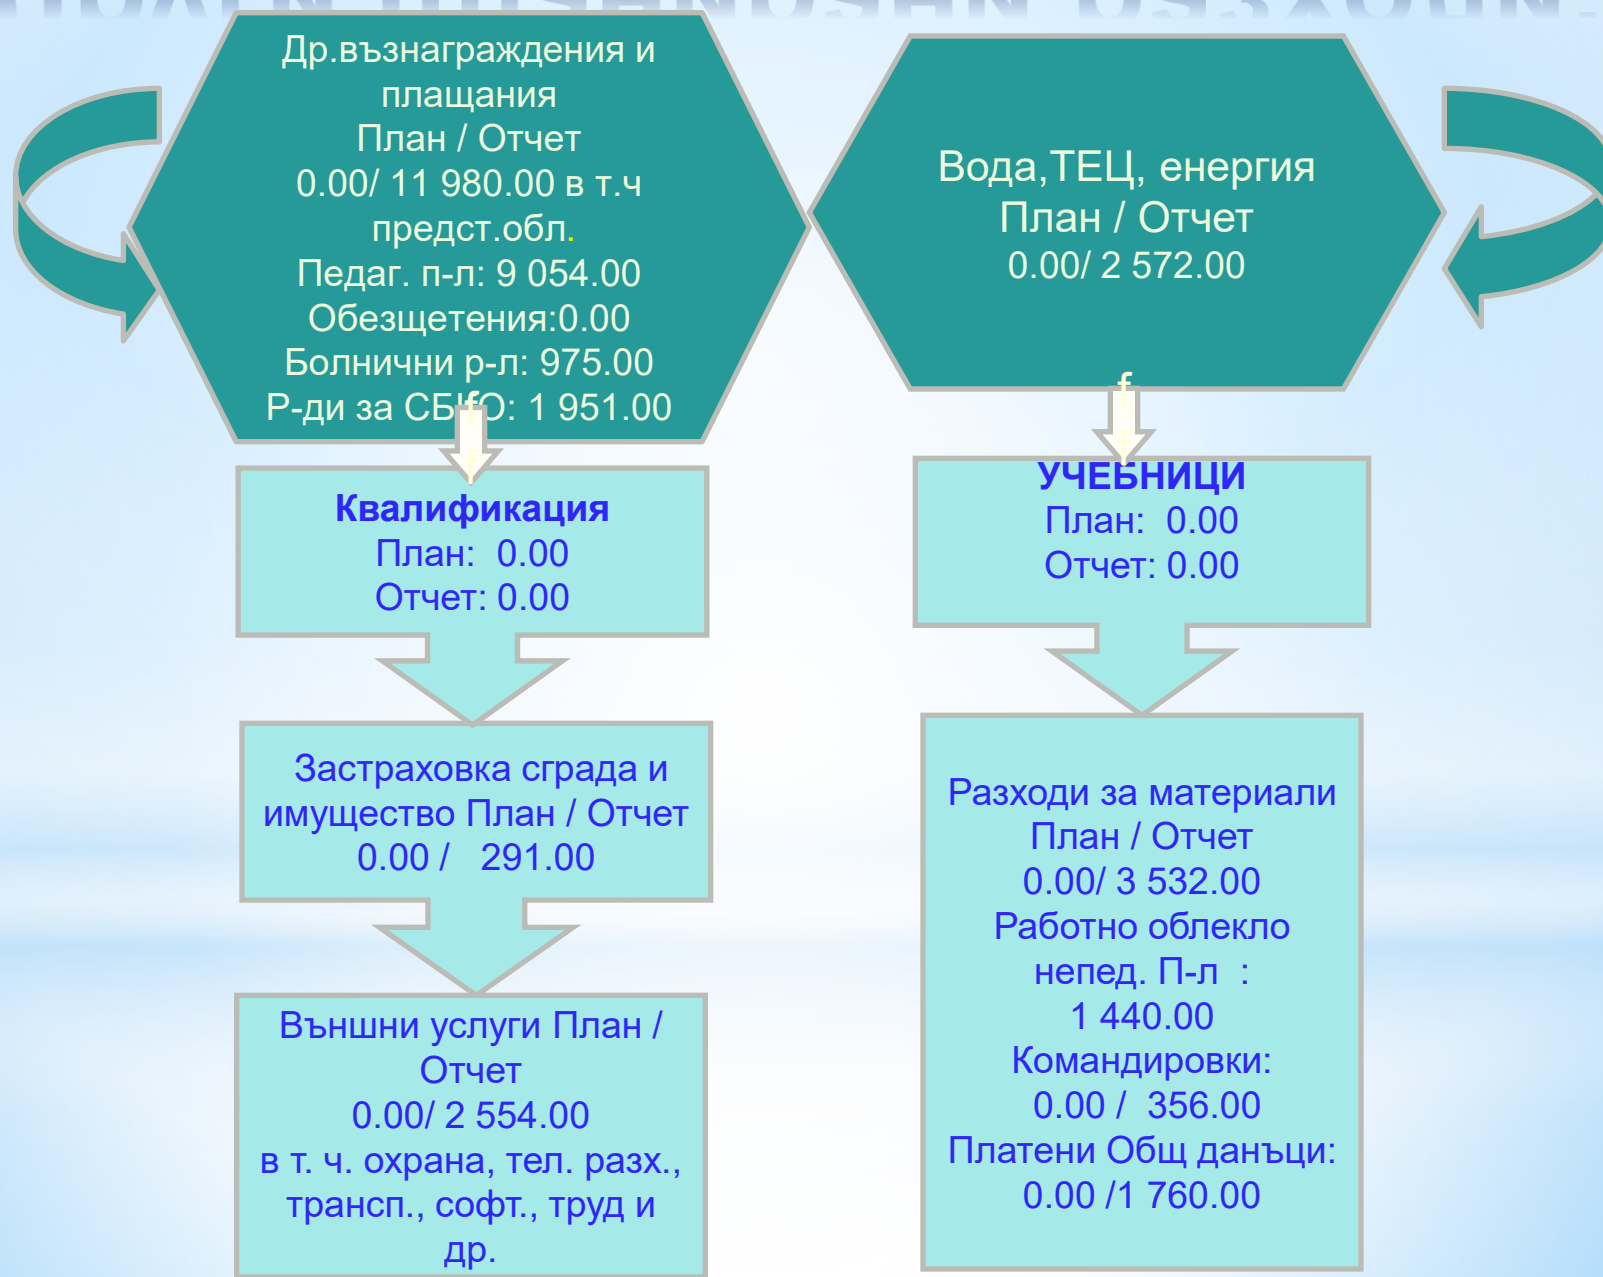 Др.възнаграждения и
плащания
План / Отчет
0.00/ 11 980.00 в т.ч
предст.обл.
Педаг. п-л: 9 054.00
Обезщетения:0.00
Болнични р-л: 975.00
Р-ди за СБКО: 1 951.00
Вода,ТЕЦ, енергия
План / Отчет
0.00/ 2 572.00
Квалификация
План: 0.00
Отчет: 0.00
УЧЕБНИЦИ
План: 0.00
Отчет: 0.00
Застраховка сграда и
имущество План / Отчет
0.00 / 291.00
Външни услуги План /
Отчет
0.00/ 2 554.00
в т. ч. охрана, тел. разх.,
трансп., софт., труд и
др.
Разходи за материали
План / Отчет
0.00/ 3 532.00
Работно облекло
непед. П-л :
1 440.00
Командировки:
0.00 / 356.00
Платени Общ данъци:
0.00 /1 760.00